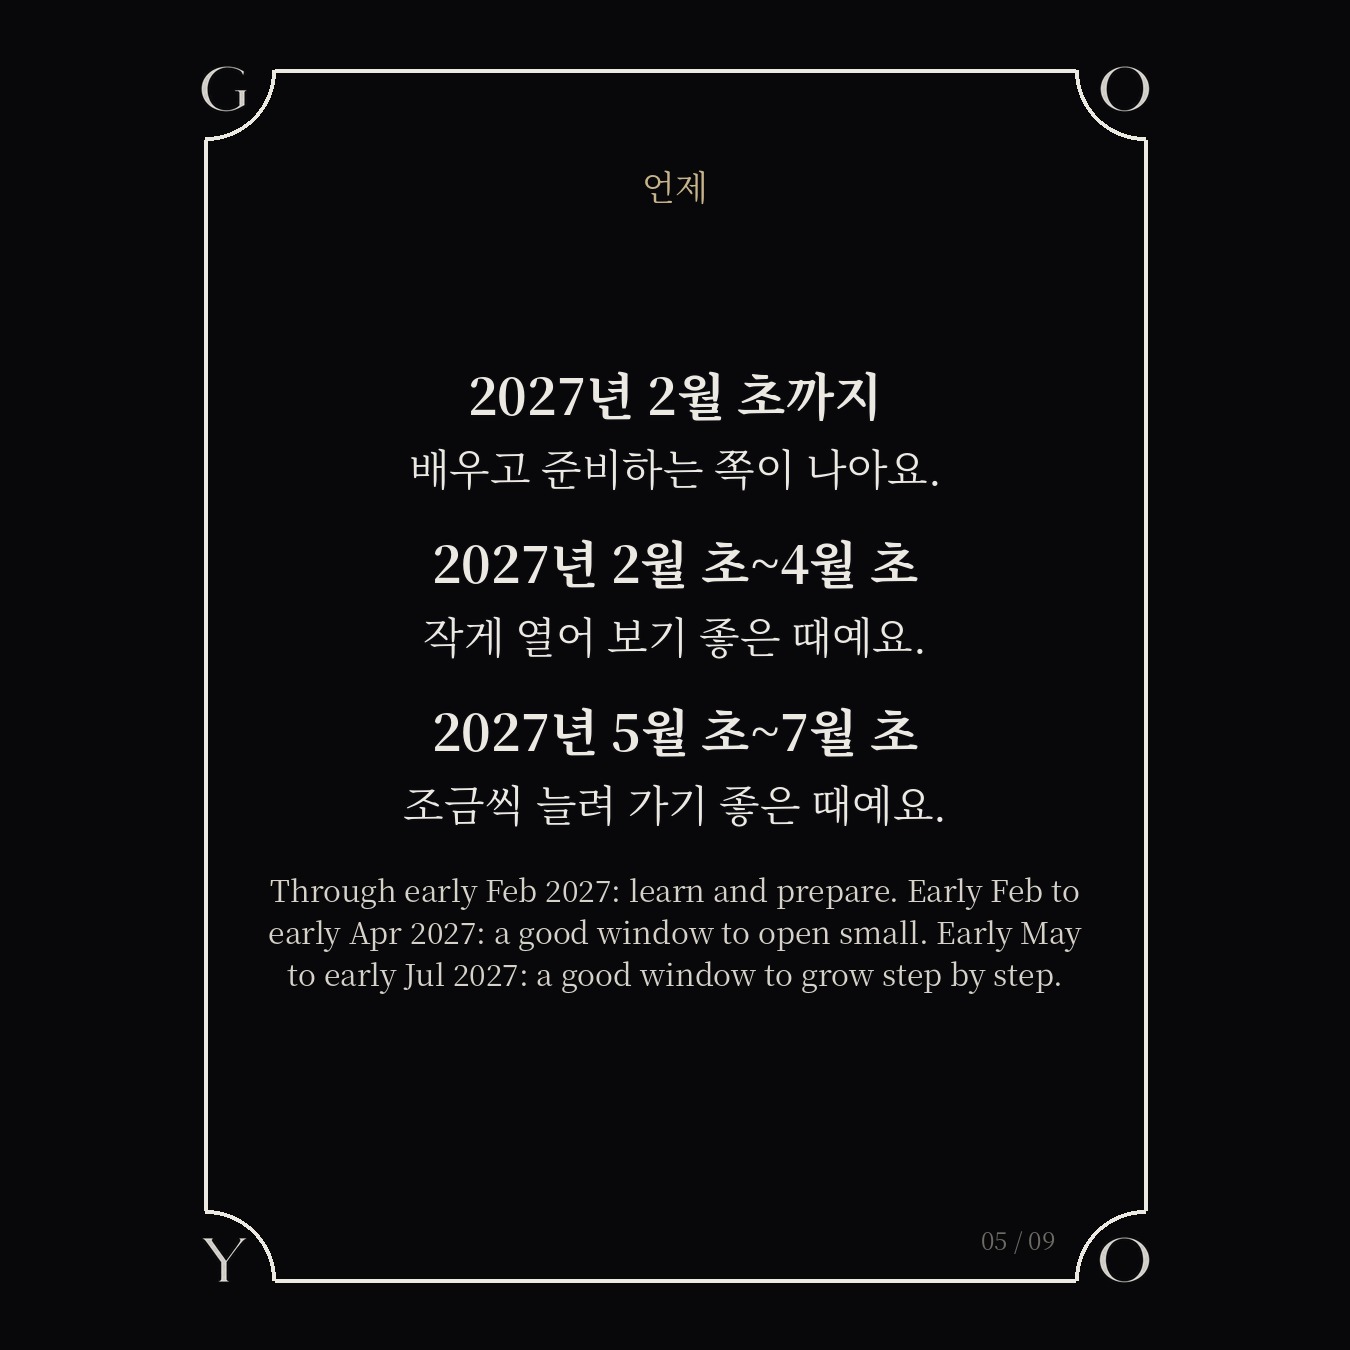 G O
언제
2027년 2월 초까지
배우고 준비하는 쪽이 나아요.
2027년 2월 초~4월 초
작게 열어 보기 좋은 때예요.
2027년 5월 초~7월 초
조금씩 늘려 가기 좋은 때예요.
Through early Feb 2027: learn and prepare. Early Feb to
early Apr 2027: a good window to open small. Early May
to early Jul 2027: a good window to grow step by step.
05 / 09
Y O